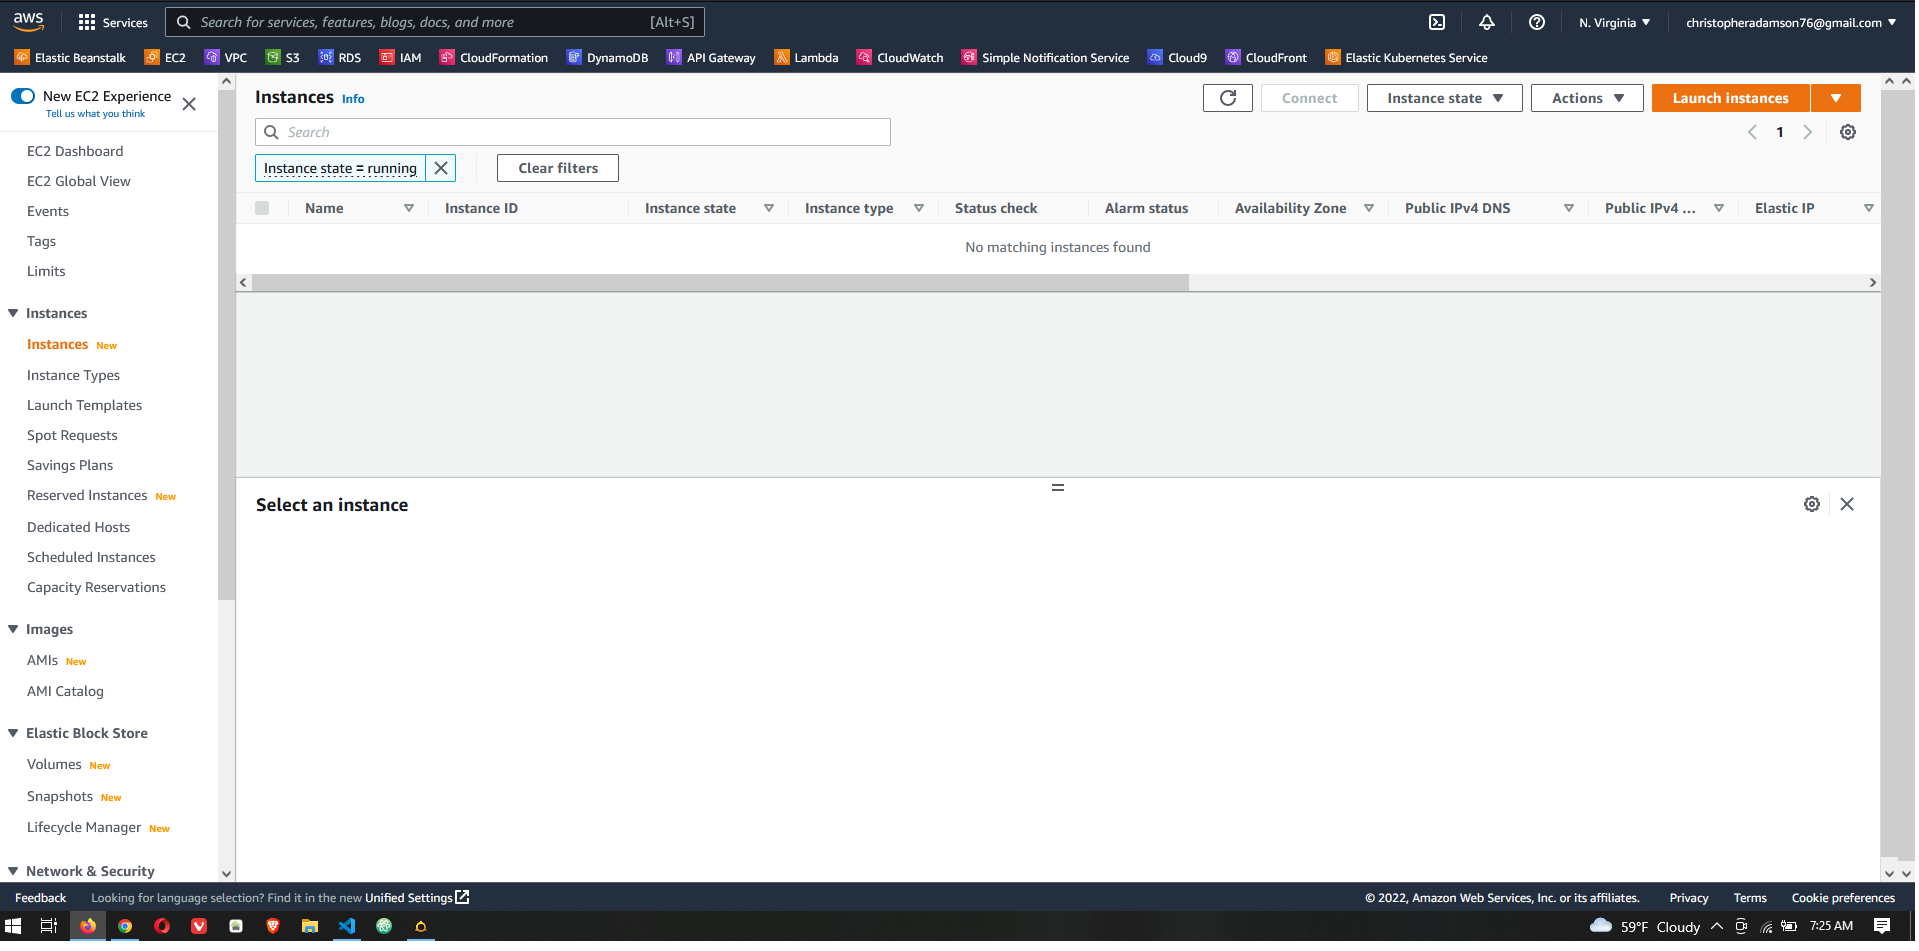 aws Services Search for services, features, blogs, docs, and more [Alt+S] N. Virginia christopheradamson76@gmail.com
Elastic Beanstalk EC2 VPC S3 RDS IAM CloudFormation DynamoDB API Gateway Lambda CloudWatch Simple Notification Service Cloud9 CloudFront Elastic Kubernetes Service
New EC2 Experience
Tell us what you think
EC2 Dashboard
EC2 Global View
Events
Tags
Limits
Instances
Instances New
Instance Types
Launch Templates
Spot Requests
Savings Plans
Reserved Instances New
Dedicated Hosts
Scheduled Instances
Capacity Reservations
Images
AMIs New
AMI Catalog
Elastic Block Store
Volumes New
Snapshots New
Lifecycle Manager New
Network & Security
Instances Info Connect Instance state Actions Launch instances
Search 1
Instance state = running Clear filters
Name Instance ID Instance state Instance type Status check Alarm status Availability Zone Public IPv4 DNS Public IPv4 ... Elastic IP
No matching instances found
Select an instance
Feedback Looking for language selection? Find it in the new Unified Settings © 2022, Amazon Web Services, Inc. or its affiliates. Privacy Terms Cookie preferences
59°F Cloudy 7:25 AM